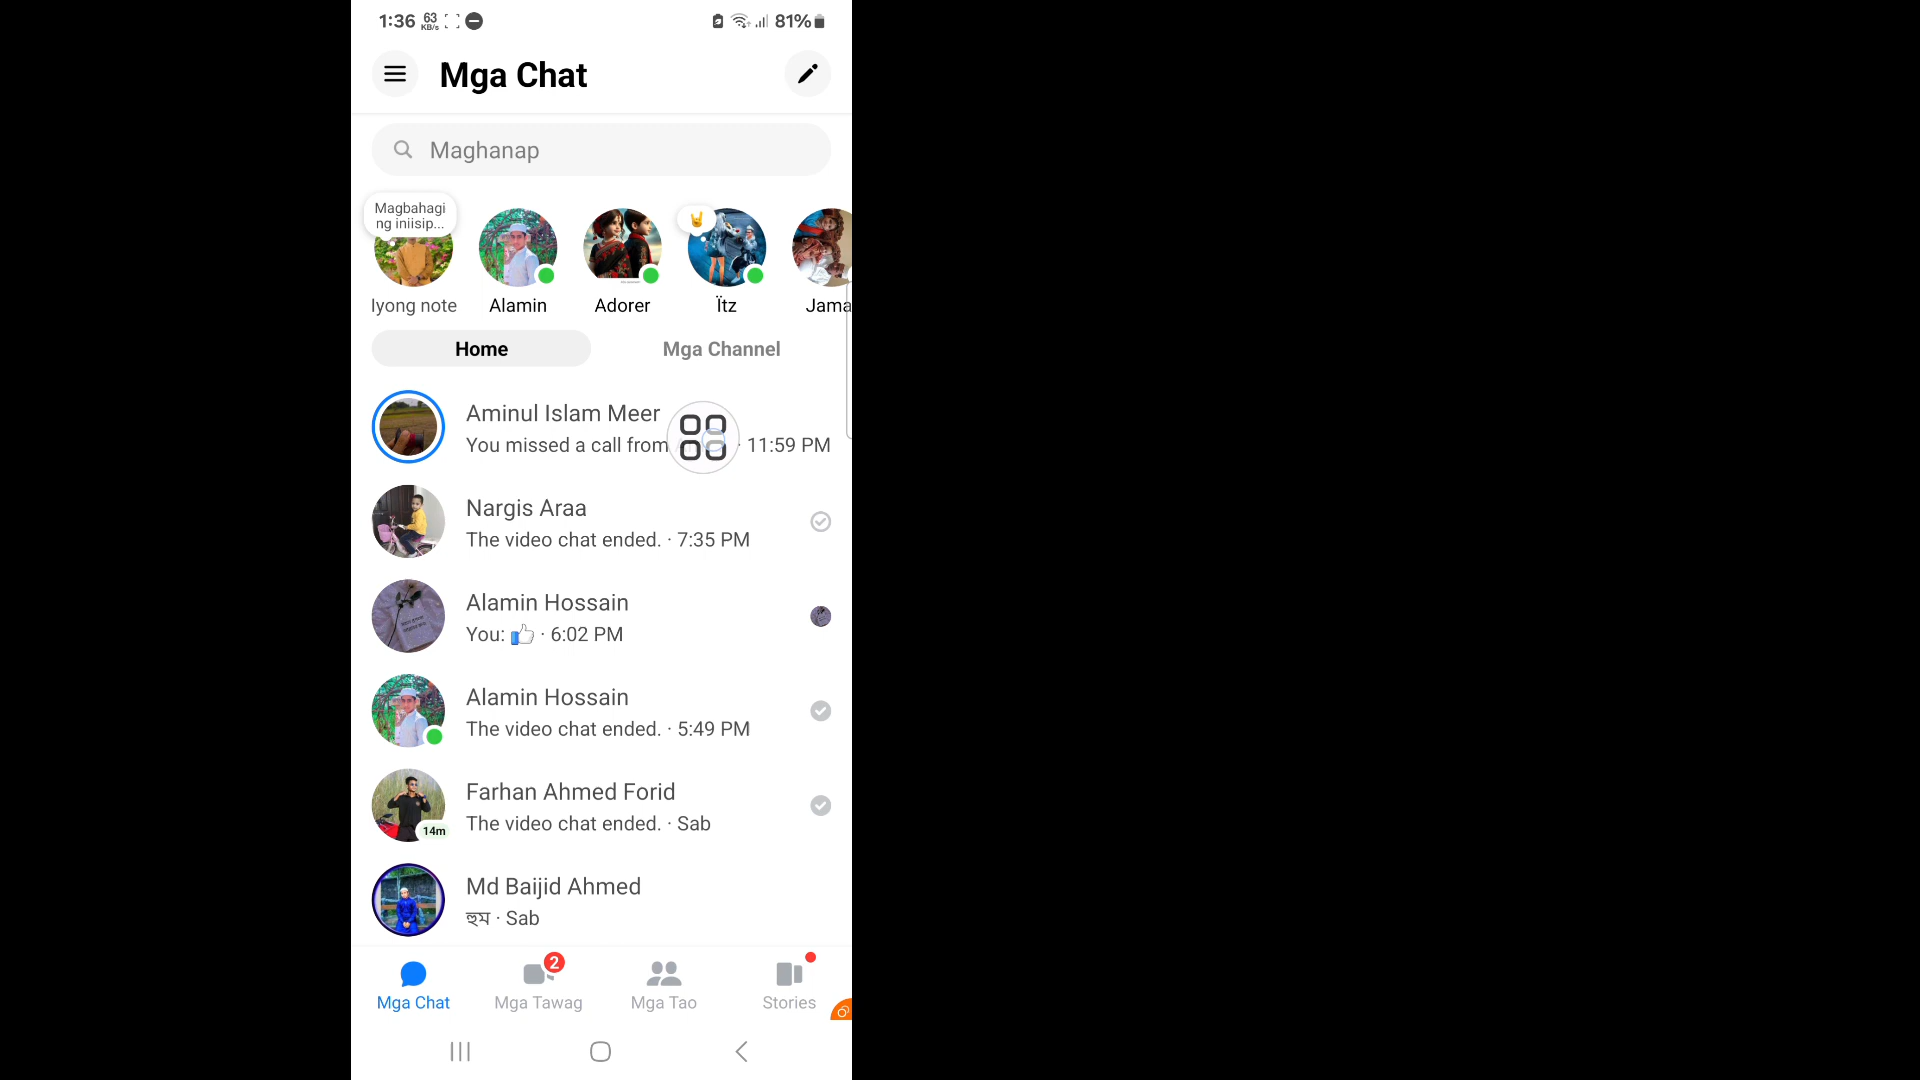 1:36 63 KB/s 81%
Mga Chat
Maghanap
Magbahagi
ng iniisip...
Iyong note Alamin Adorer Ïtz Jama
Home Mga Channel
Aminul Islam Meer
You missed a call from · 11:59 PM
Nargis Araa
The video chat ended. · 7:35 PM
Alamin Hossain
You: 👍 · 6:02 PM
Alamin Hossain
The video chat ended. · 5:49 PM
Farhan Ahmed Forid
The video chat ended. · Sab
14m
Md Baijid Ahmed
হুম · Sab
2
Mga Chat Mga Tawag Mga Tao Stories